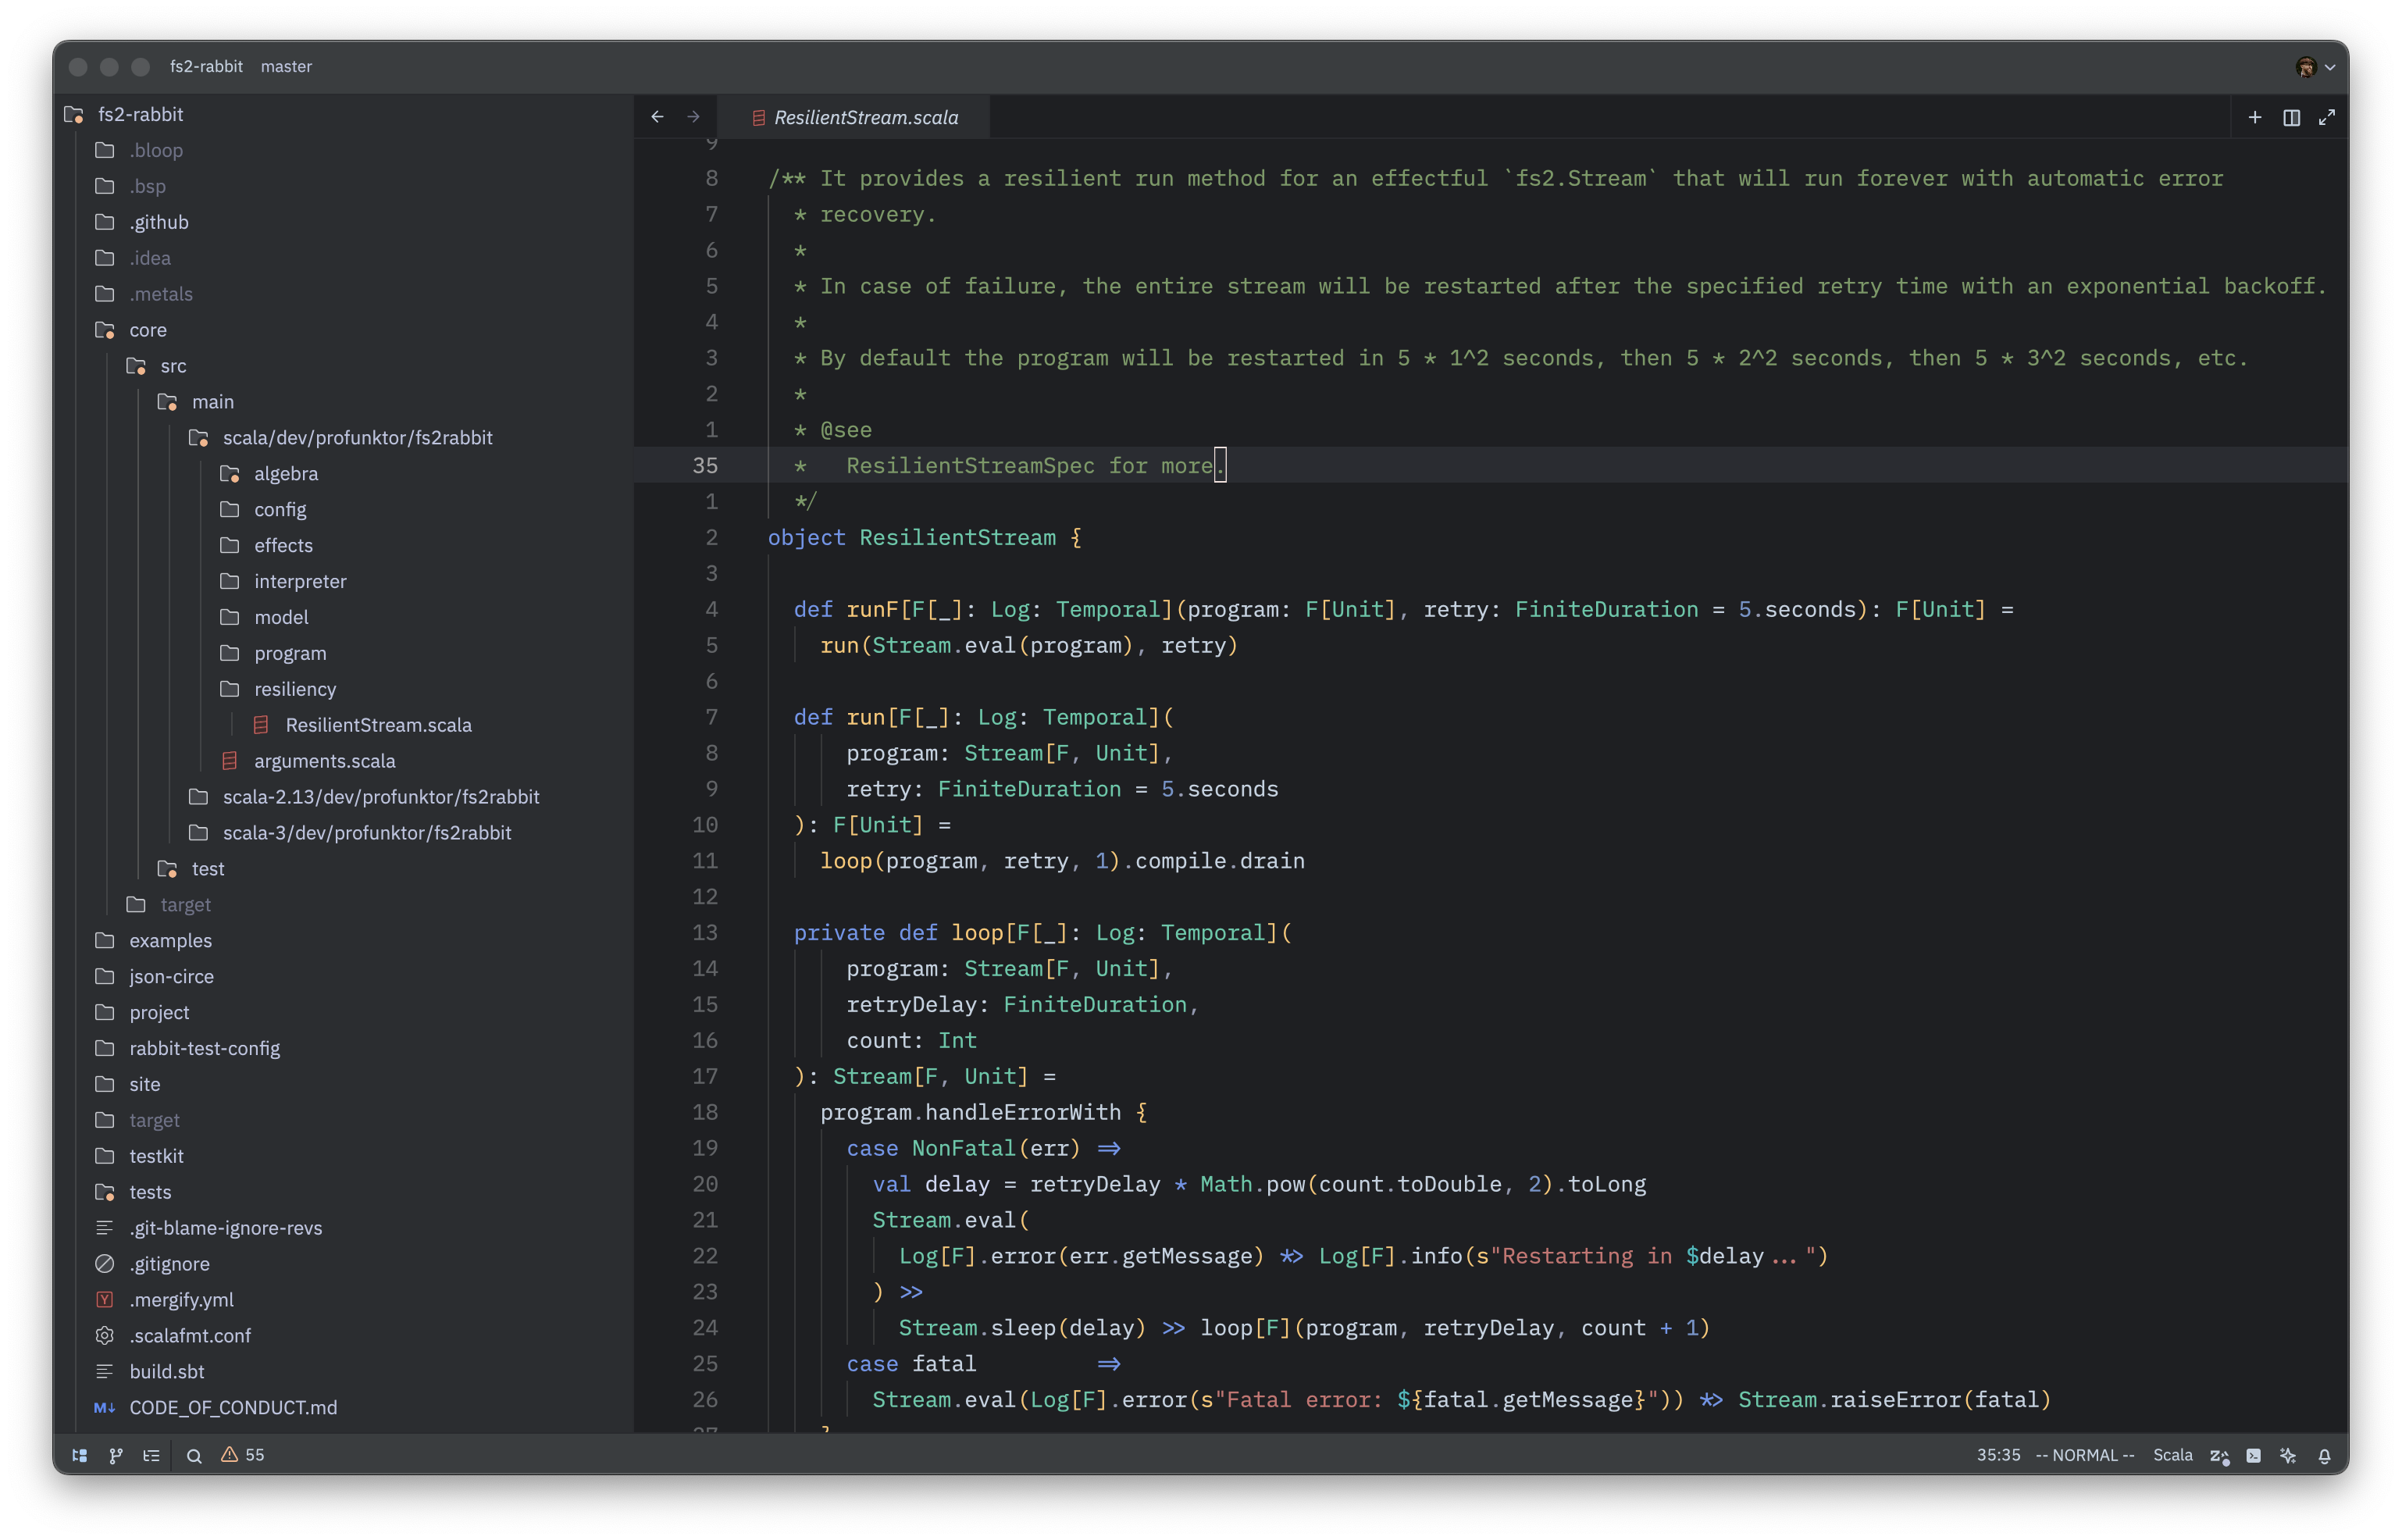 fs2-rabbit master
fs2-rabbit
.bloop
.bsp
.github
.idea
.metals
core
src
main
scala/dev/profunktor/fs2rabbit
algebra
config
effects
interpreter
model
program
resiliency
ResilientStream.scala
arguments.scala
scala-2.13/dev/profunktor/fs2rabbit
scala-3/dev/profunktor/fs2rabbit
test
target
examples
json-circe
project
rabbit-test-config
site
target
testkit
tests
.git-blame-ignore-revs
.gitignore
.mergify.yml
.scalafmt.conf
build.sbt
CODE_OF_CONDUCT.md
ResilientStream.scala
9
8 /** It provides a resilient run method for an effectful `fs2.Stream` that will run forever with automatic error
7 * recovery.
6 *
5 * In case of failure, the entire stream will be restarted after the specified retry time with an exponential backoff.
4 *
3 * By default the program will be restarted in 5 * 1^2 seconds, then 5 * 2^2 seconds, then 5 * 3^2 seconds, etc.
2 *
1 * @see
35 *   ResilientStreamSpec for more.
1 */
2 object ResilientStream {
3
4 def runF[F[_]: Log: Temporal](program: F[Unit], retry: FiniteDuration = 5.seconds): F[Unit] =
5 run(Stream.eval(program), retry)
6
7 def run[F[_]: Log: Temporal](
8 program: Stream[F, Unit],
9 retry: FiniteDuration = 5.seconds
10 ): F[Unit] =
11 loop(program, retry, 1).compile.drain
12
13 private def loop[F[_]: Log: Temporal](
14 program: Stream[F, Unit],
15 retryDelay: FiniteDuration,
16 count: Int
17 ): Stream[F, Unit] =
18 program.handleErrorWith {
19 case NonFatal(err) =>
20 val delay = retryDelay * Math.pow(count.toDouble, 2).toLong
21 Stream.eval(
22 Log[F].error(err.getMessage) *> Log[F].info(s"Restarting in $delay...")
23 ) >>
24 Stream.sleep(delay) >> loop[F](program, retryDelay, count + 1)
25 case fatal         =>
26 Stream.eval(Log[F].error(s"Fatal error: ${fatal.getMessage}")) *> Stream.raiseError(fatal)
27 }
55
35:35 -- NORMAL -- Scala